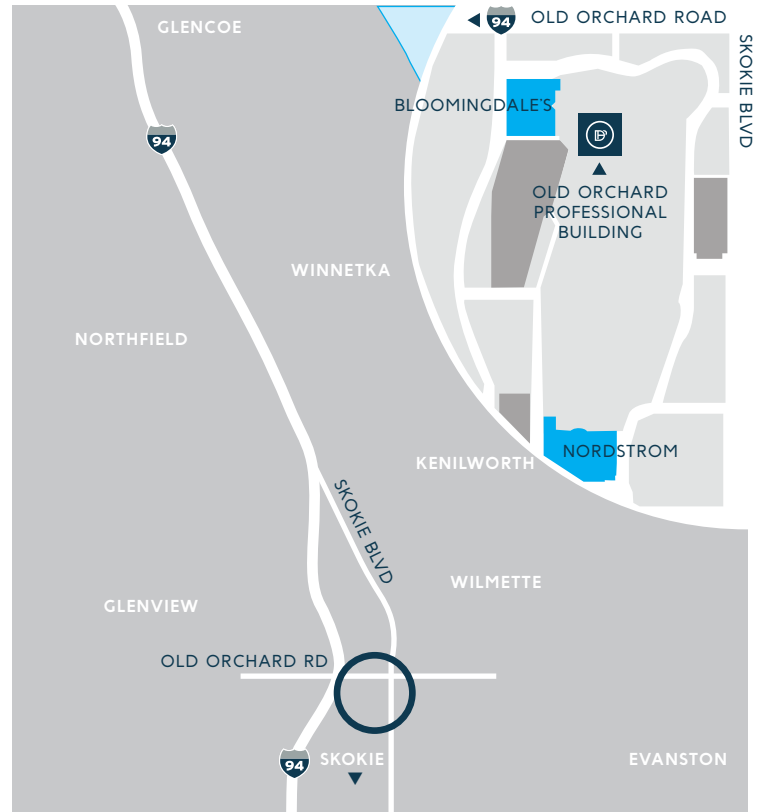 GLENCOE
94
OLD ORCHARD ROAD
SKOKIE BLVD
BLOOMINGDALE'S
94
OLD ORCHARD
PROFESSIONAL
BUILDING
WINNETKA
NORTHFIELD
NORDSTROM
KENILWORTH
SKOKIE BLVD
WILMETTE
GLENVIEW
OLD ORCHARD RD
94
SKOKIE
EVANSTON